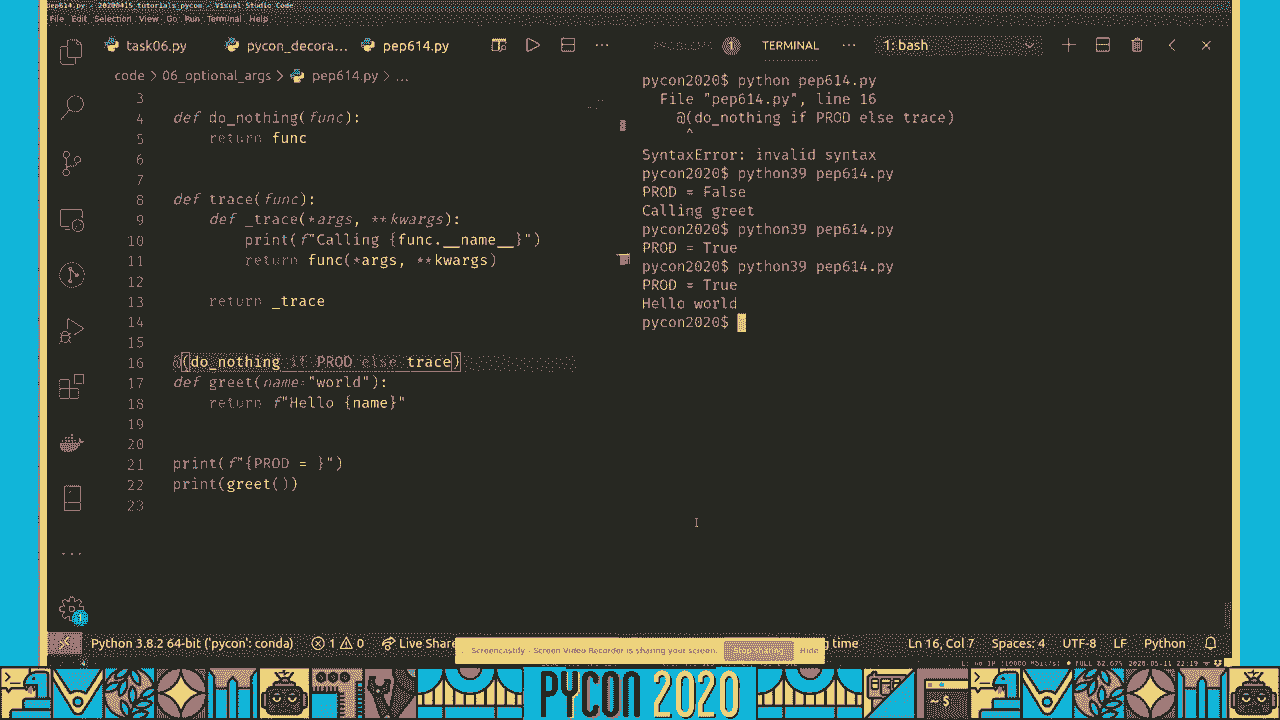 pep614.py - 20200415_tutorials_pycon - Visual Studio Code
File Edit Selection View Go Run Terminal Help
task06.py pycon_decora... pep614.py ...
1 TERMINAL ... 1: bash
code > 06_optional_args > pep614.py > ...
3
4 def do_nothing(func):
5 return func
6
7
8 def trace(func):
9 def _trace(*args, **kwargs):
10 print(f"Calling {func.__name__}")
11 return func(*args, **kwargs)
12
13 return _trace
14
15
16 @(do_nothing if PROD else trace)
17 def greet(name="world"):
18 return f"Hello {name}"
19
20
21 print(f"{PROD = }")
22 print(greet())
23
pycon2020$ python pep614.py
File "pep614.py", line 16
@(do_nothing if PROD else trace)
^
SyntaxError: invalid syntax
pycon2020$ python39 pep614.py
PROD = False
Calling greet
pycon2020$ python39 pep614.py
PROD = True
pycon2020$ python39 pep614.py
PROD = True
Hello world
pycon2020$
1
Python 3.8.2 64-bit ('pycon': conda) 1 0 Live Share time Ln 16, Col 7 Spaces: 4 UTF-8 LF Python
Screencastify - Screen Video Recorder is sharing your screen. Stop sharing Hide
PYCON 2020
~ $